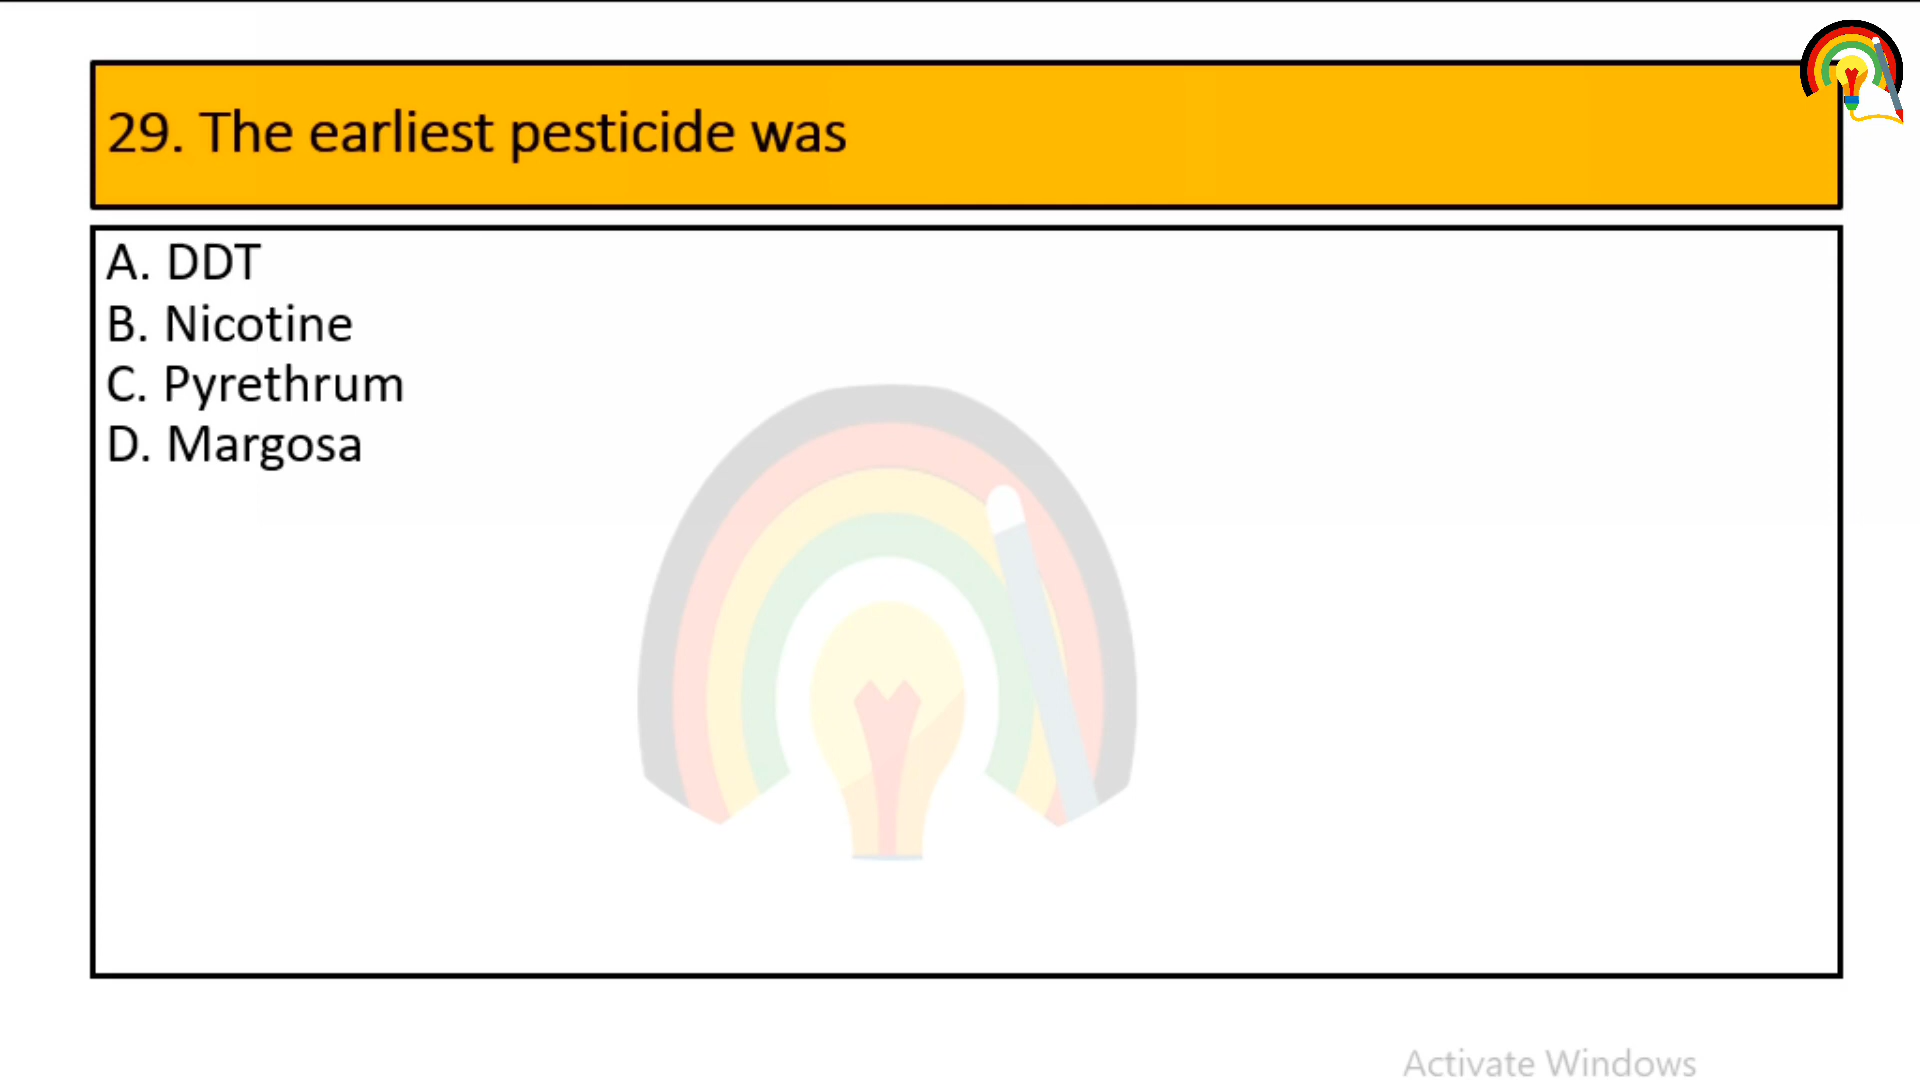 29. The earliest pesticide was
A. DDT
B. Nicotine
C. Pyrethrum
D. Margosa
Activate Windows